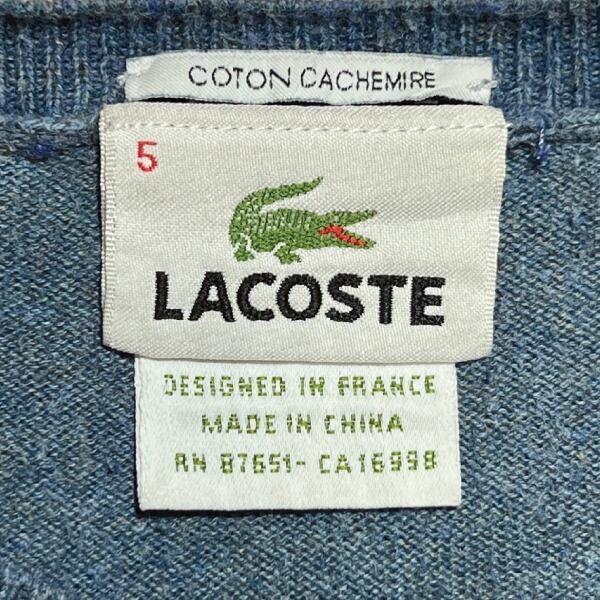 COTON CACHEMIRE
5
LACOSTE
DESIGNED IN FRANCE
MADE IN CHINA
RN 87651- CA16998